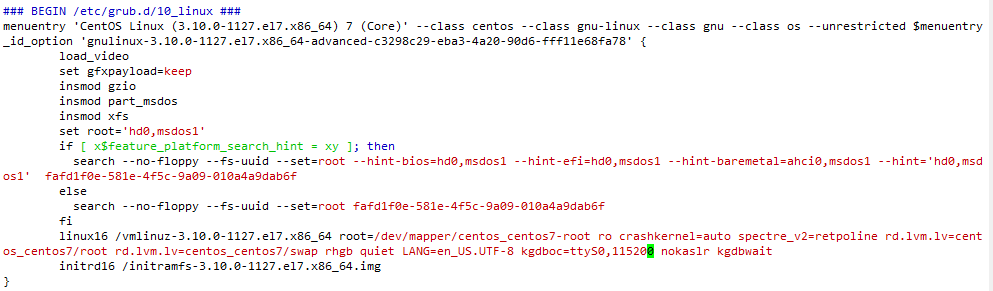 ### BEGIN /etc/grub.d/10_linux ###
menuentry 'CentOS Linux (3.10.0-1127.el7.x86_64) 7 (Core)' --class centos --class gnu-linux --class gnu --class os --unrestricted $menuentry
_id_option 'gnulinux-3.10.0-1127.el7.x86_64-advanced-c3298c29-eba3-4a20-90d6-fff11e68fa78' {
        load_video
        set gfxpayload=keep
        insmod gzio
        insmod part_msdos
        insmod xfs
        set root='hd0,msdos1'
        if [ x$feature_platform_search_hint = xy ]; then
          search --no-floppy --fs-uuid --set=root --hint-bios=hd0,msdos1 --hint-efi=hd0,msdos1 --hint-baremetal=ahci0,msdos1 --hint='hd0,msd
os1'  fafd1f0e-581e-4f5c-9a09-010a4a9dab6f
        else
          search --no-floppy --fs-uuid --set=root fafd1f0e-581e-4f5c-9a09-010a4a9dab6f
        fi
        linux16 /vmlinuz-3.10.0-1127.el7.x86_64 root=/dev/mapper/centos_centos7-root ro crashkernel=auto spectre_v2=retpoline rd.lvm.lv=cent
os_centos7/root rd.lvm.lv=centos_centos7/swap rhgb quiet LANG=en_US.UTF-8 kgdboc=ttyS0,115200 nokaslr kgdbwait
        initrd16 /initramfs-3.10.0-1127.el7.x86_64.img
}